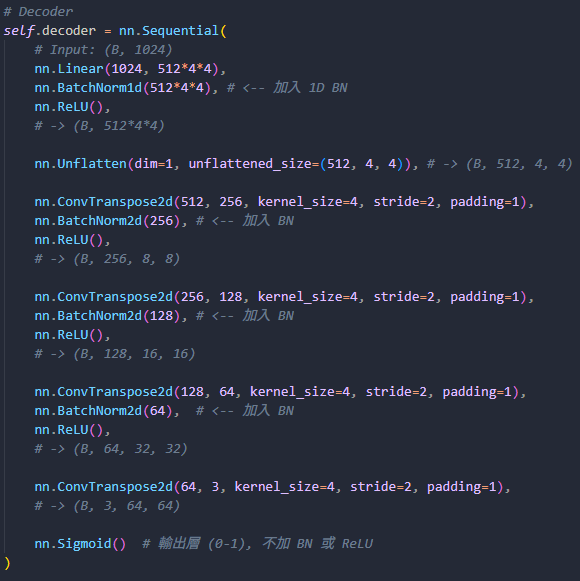 # Decoder
self.decoder = nn.Sequential(
# Input: (B, 1024)
nn.Linear(1024, 512*4*4),
nn.BatchNorm1d(512*4*4), # <-- 加入 1D BN
nn.ReLU(),
# -> (B, 512*4*4)
nn.Unflatten(dim=1, unflattened_size=(512, 4, 4)), # -> (B, 512, 4, 4)
nn.ConvTranspose2d(512, 256, kernel_size=4, stride=2, padding=1),
nn.BatchNorm2d(256), # <-- 加入 BN
nn.ReLU(),
# -> (B, 256, 8, 8)
nn.ConvTranspose2d(256, 128, kernel_size=4, stride=2, padding=1),
nn.BatchNorm2d(128), # <-- 加入 BN
nn.ReLU(),
# -> (B, 128, 16, 16)
nn.ConvTranspose2d(128, 64, kernel_size=4, stride=2, padding=1),
nn.BatchNorm2d(64),  # <-- 加入 BN
nn.ReLU(),
# -> (B, 64, 32, 32)
nn.ConvTranspose2d(64, 3, kernel_size=4, stride=2, padding=1),
# -> (B, 3, 64, 64)
nn.Sigmoid()  # 輸出層 (0-1), 不加 BN 或 ReLU
)